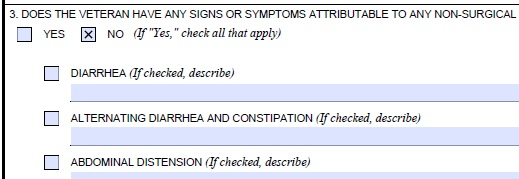 3. DOES THE VETERAN HAVE ANY SIGNS OR SYMPTOMS ATTRIBUTABLE TO ANY NON-SURGICAL
YES NO (If "Yes," check all that apply)
DIARRHEA (If checked, describe)
ALTERNATING DIARRHEA AND CONSTIPATION (If checked, describe)
ABDOMINAL DISTENSION (If checked, describe)